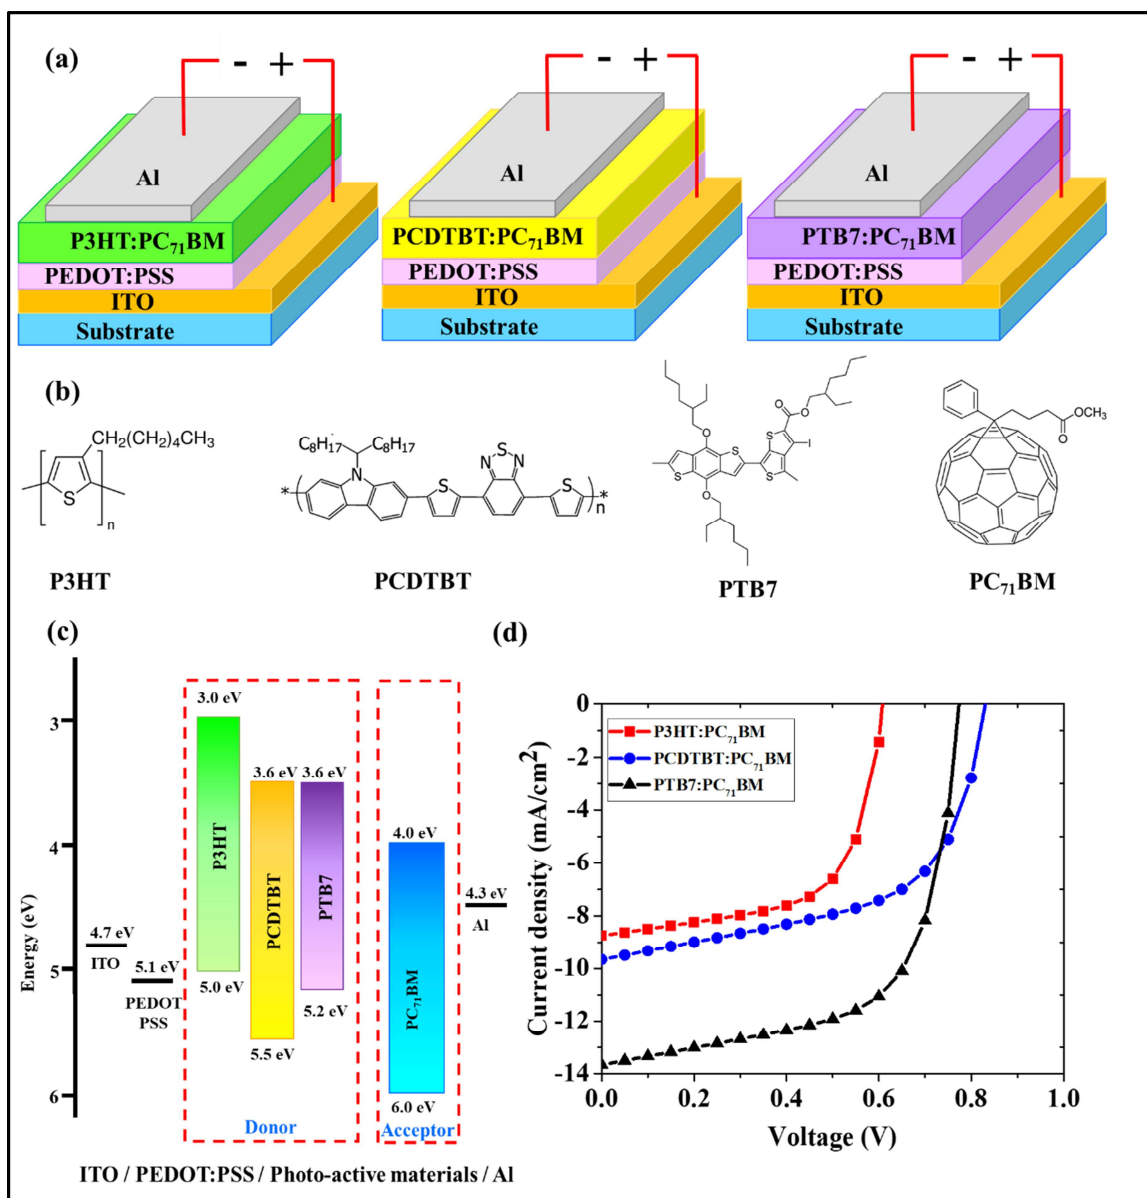 (a)
- +
- +
- +
Al
Al
Al
P3HT:PC₇₁BM
PCDTBT:PC₇₁BM
PTB7:PC₇₁BM
PEDOT:PSS
PEDOT:PSS
PEDOT:PSS
ITO
ITO
ITO
Substrate
Substrate
Substrate
(b)
CH₂(CH₂)₄CH₃
S
n
P3HT
C₈H₁₇ C₈H₁₇
N
S
N N
S
S
* * n
PCDTBT
O
O
O
S
I
S
S
S
O
PTB7
OCH₃
O
PC₇₁BM
(c)
Energy (eV)
3
4
5
6
4.7 eV
ITO
5.1 eV
PEDOT
PSS
3.0 eV
P3HT
5.0 eV
3.6 eV
PCDTBT
5.5 eV
3.6 eV
PTB7
5.2 eV
Donor
4.0 eV
PC₇₁BM
6.0 eV
Acceptor
4.3 eV
Al
ITO / PEDOT:PSS / Photo-active materials / Al
(d)
Current density (mA/cm²)
0
-2
-4
-6
-8
-10
-12
-14
P3HT:PC₇₁BM
PCDTBT:PC₇₁BM
PTB7:PC₇₁BM
0.0 0.2 0.4 0.6 0.8 1.0
Voltage (V)